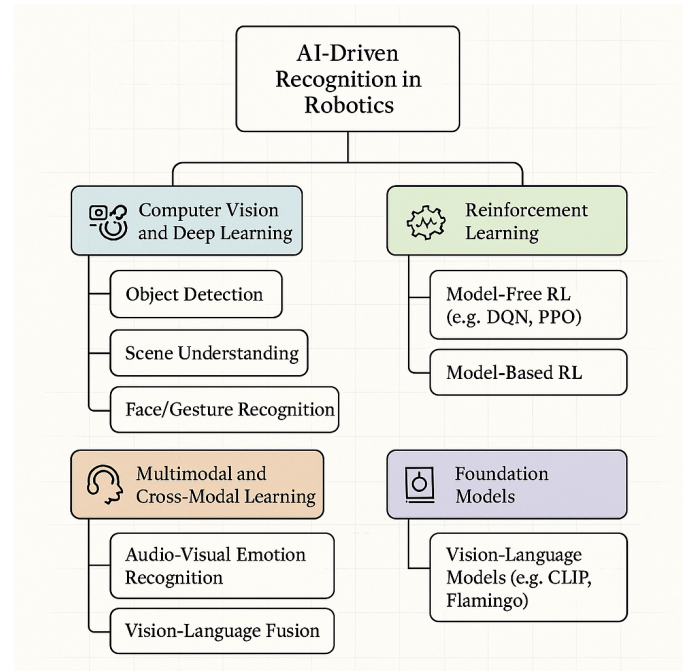 AI-Driven
Recognition in
Robotics
Computer Vision
and Deep Learning
Object Detection
Scene Understanding
Face/Gesture Recognition
Reinforcement
Learning
Model-Free RL
(e.g. DQN, PPO)
Model-Based RL
Multimodal and
Cross-Modal Learning
Audio-Visual Emotion
Recognition
Vision-Language Fusion
Foundation
Models
Vision-Language
Models (e.g. CLIP,
Flamingo)